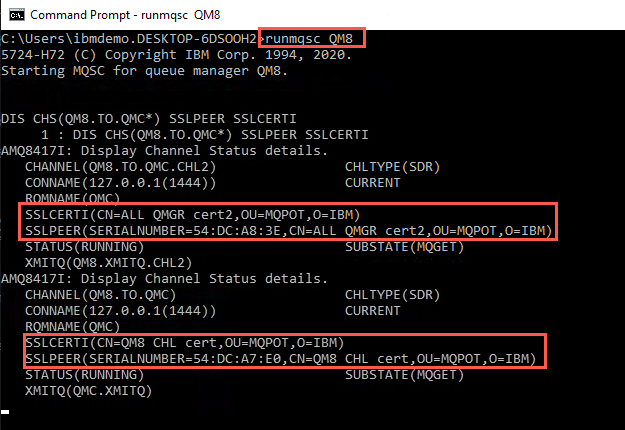 Command Prompt - runmqsc  QM8
C:\Users\ibmdemo.DESKTOP-6DSOOH2>runmqsc QM8
5724-H72 (C) Copyright IBM Corp. 1994, 2020.
Starting MQSC for queue manager QM8.
DIS CHS(QM8.TO.QMC*) SSLPEER SSLCERTI
1 : DIS CHS(QM8.TO.QMC*) SSLPEER SSLCERTI
AMQ8417I: Display Channel Status details.
CHANNEL(QM8.TO.QMC.CHL2) CHLTYPE(SDR)
CONNAME(127.0.0.1(1444)) CURRENT
RQMNAME(QMC)
SSLCERTI(CN=ALL QMGR cert2,OU=MQPOT,O=IBM)
SSLPEER(SERIALNUMBER=54:DC:A8:3E,CN=ALL QMGR cert2,OU=MQPOT,O=IBM)
STATUS(RUNNING) SUBSTATE(MQGET)
XMITQ(QM8.XMITQ.CHL2)
AMQ8417I: Display Channel Status details.
CHANNEL(QM8.TO.QMC) CHLTYPE(SDR)
CONNAME(127.0.0.1(1444)) CURRENT
RQMNAME(QMC)
SSLCERTI(CN=QM8 CHL cert,OU=MQPOT,O=IBM)
SSLPEER(SERIALNUMBER=54:DC:A7:E0,CN=QM8 CHL cert,OU=MQPOT,O=IBM)
STATUS(RUNNING) SUBSTATE(MQGET)
XMITQ(QMC.XMITQ)